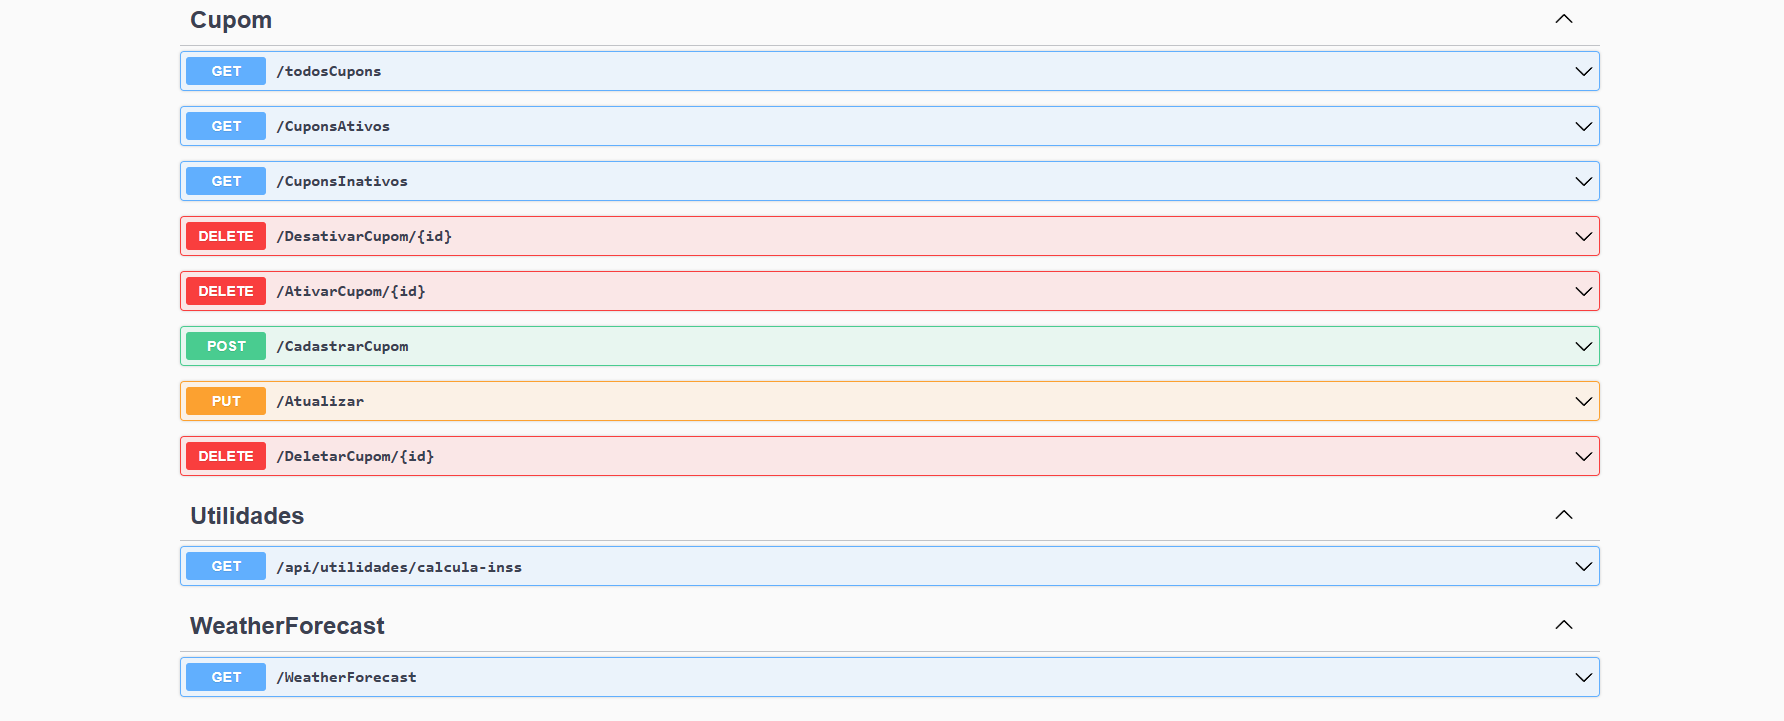 Cupom
GET /todosCupons
GET /CuponsAtivos
GET /CuponsInativos
DELETE /DesativarCupom/{id}
DELETE /AtivarCupom/{id}
POST /CadastrarCupom
PUT /Atualizar
DELETE /DeletarCupom/{id}
Utilidades
GET /api/utilidades/calcula-inss
WeatherForecast
GET /WeatherForecast